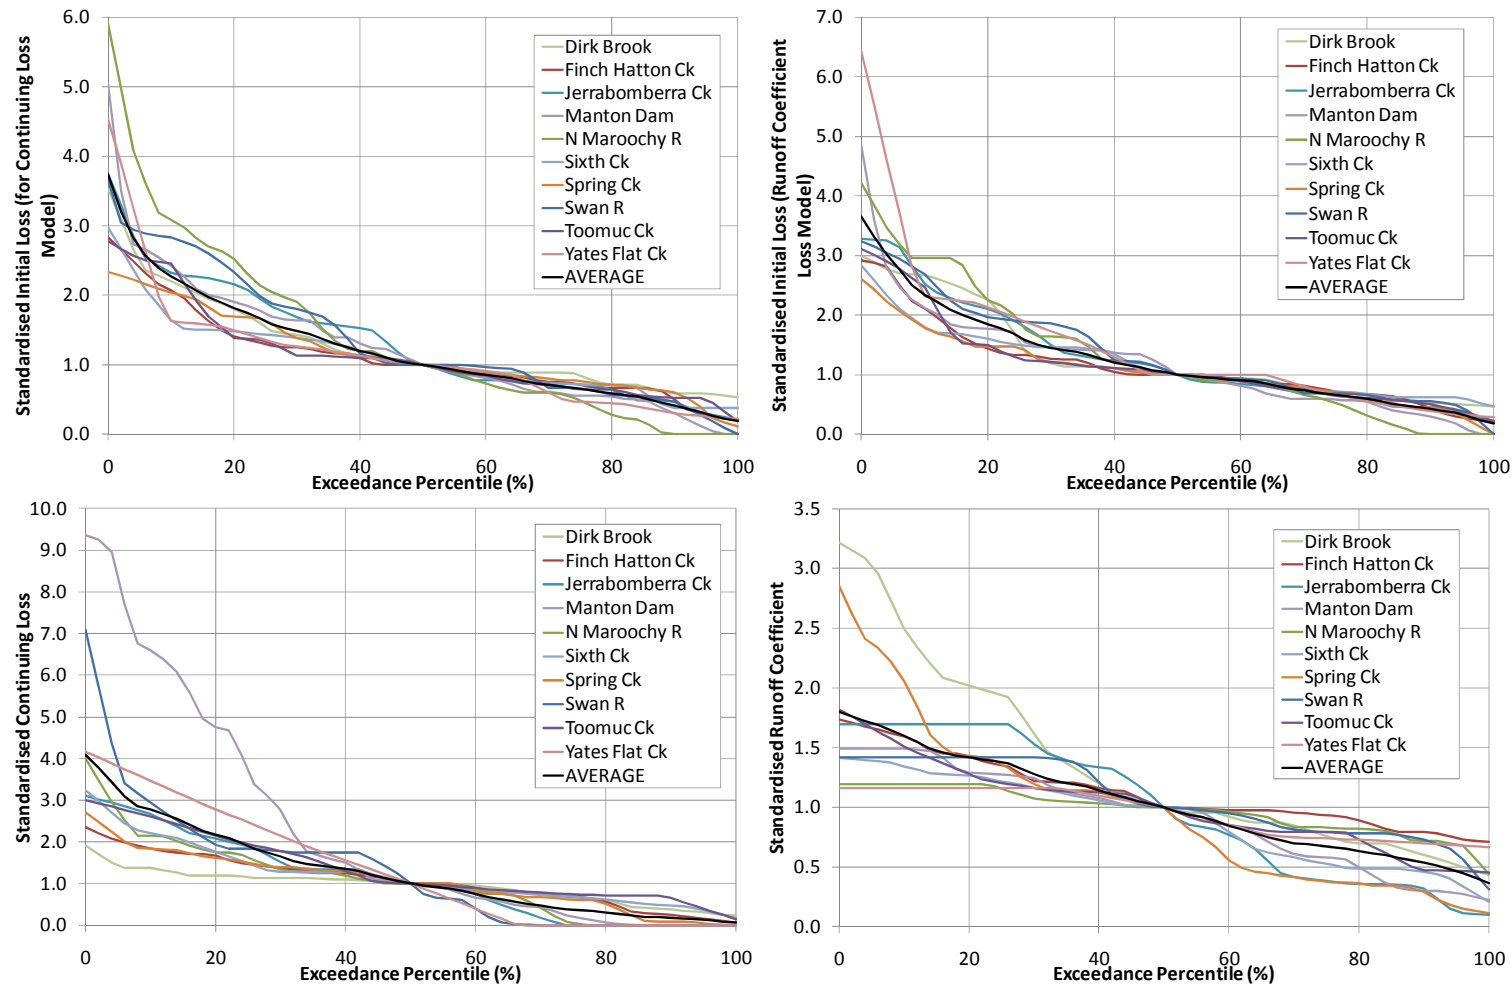 Standardised Initial Loss (for Continuing Loss
Model)
6.0
5.0
4.0
3.0
2.0
1.0
0.0
Dirk Brook
Finch Hatton Ck
Jerrabomberra Ck
Manton Dam
N Maroochy R
Sixth Ck
Spring Ck
Swan R
Toomuc Ck
Yates Flat Ck
AVERAGE
0 20 40 60 80 100
Exceedance Percentile (%)
Standardised Initial Loss (Runoff Coefficient
Loss Model)
7.0
6.0
5.0
4.0
3.0
2.0
1.0
0.0
Dirk Brook
Finch Hatton Ck
Jerrabomberra Ck
Manton Dam
N Maroochy R
Sixth Ck
Spring Ck
Swan R
Toomuc Ck
Yates Flat Ck
AVERAGE
0 20 40 60 80 100
Exceedance Percentile (%)
Standardised Continuing Loss
10.0
9.0
8.0
7.0
6.0
5.0
4.0
3.0
2.0
1.0
0.0
Dirk Brook
Finch Hatton Ck
Jerrabomberra Ck
Manton Dam
N Maroochy R
Sixth Ck
Spring Ck
Swan R
Toomuc Ck
Yates Flat Ck
AVERAGE
0 20 40 60 80 100
Exceedance Percentile (%)
Standardised Runoff Coefficient
3.5
3.0
2.5
2.0
1.5
1.0
0.5
0.0
Dirk Brook
Finch Hatton Ck
Jerrabomberra Ck
Manton Dam
N Maroochy R
Sixth Ck
Spring Ck
Swan R
Toomuc Ck
Yates Flat Ck
AVERAGE
0 20 40 60 80 100
Exceedance Percentile (%)